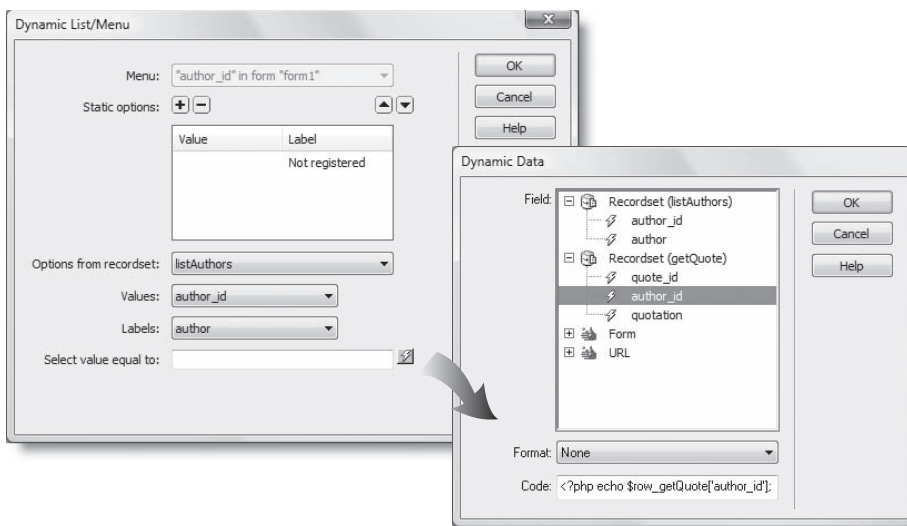 Dynamic List/Menu
Menu: "author_id" in form "form1"
Static options:
Value Label
Not registered
Options from recordset: listAuthors
Values: author_id
Labels: author
Select value equal to:
OK
Cancel
Help
Dynamic Data
Field:
Recordset (listAuthors)
author_id
author
Recordset (getQuote)
quote_id
author_id
quotation
Form
URL
Format: None
Code: <?php echo $row_getQuote['author_id'];
OK
Cancel
Help